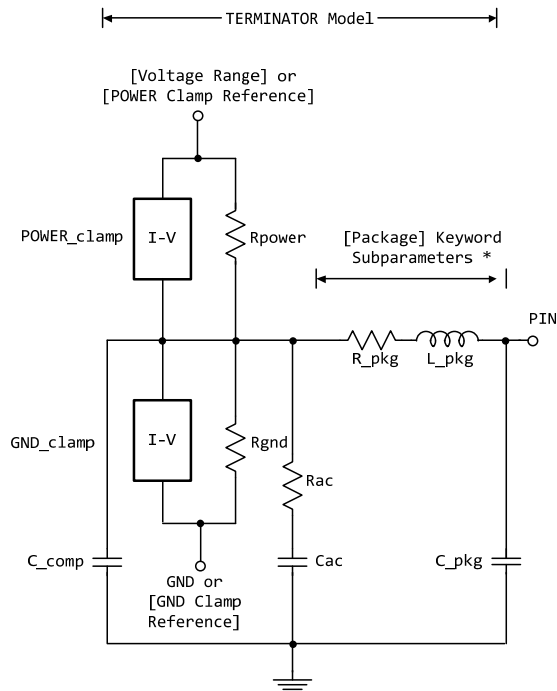 TERMINATOR Model
[Voltage Range] or
[POWER Clamp Reference]
POWER_clamp
I-V
Rpower
[Package] Keyword
Subparameters *
PIN
R_pkg
L_pkg
GND_clamp
I-V
Rgnd
Rac
C_comp
GND or
[GND Clamp
Reference]
Cac
C_pkg